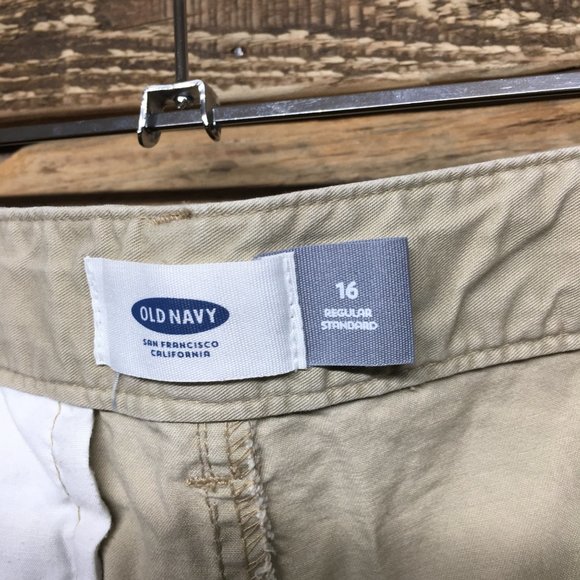 OLD NAVY
SAN FRANCISCO
CALIFORNIA
16
REGULAR
STANDARD